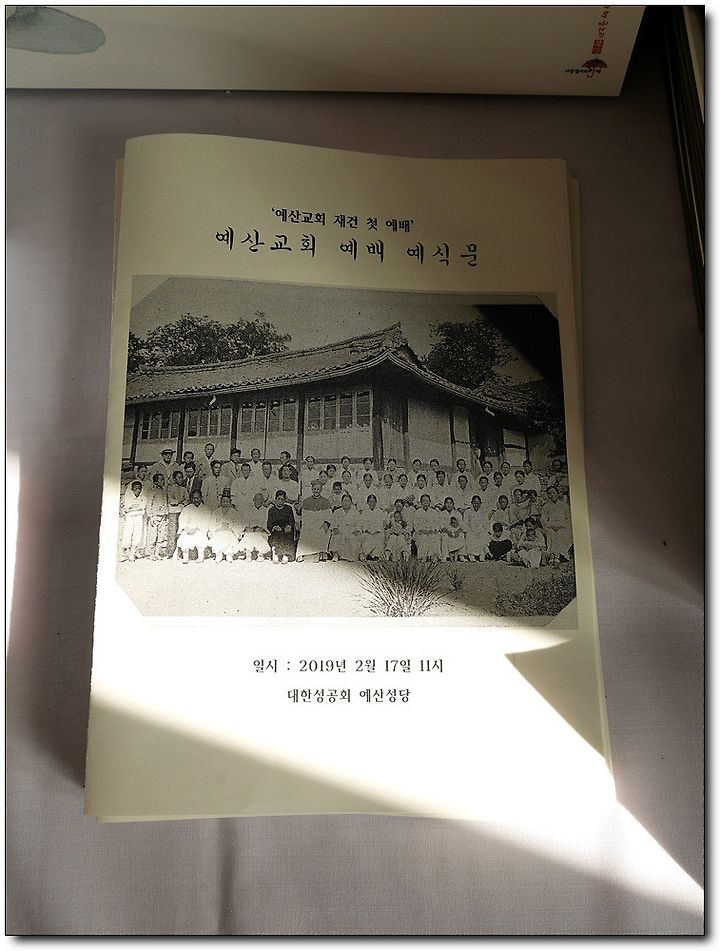 '예산교회 재건 첫 예배'
예산교회 예배 예식문
일시 : 2019년 2월 17일 11시
대한성공회 예산성당